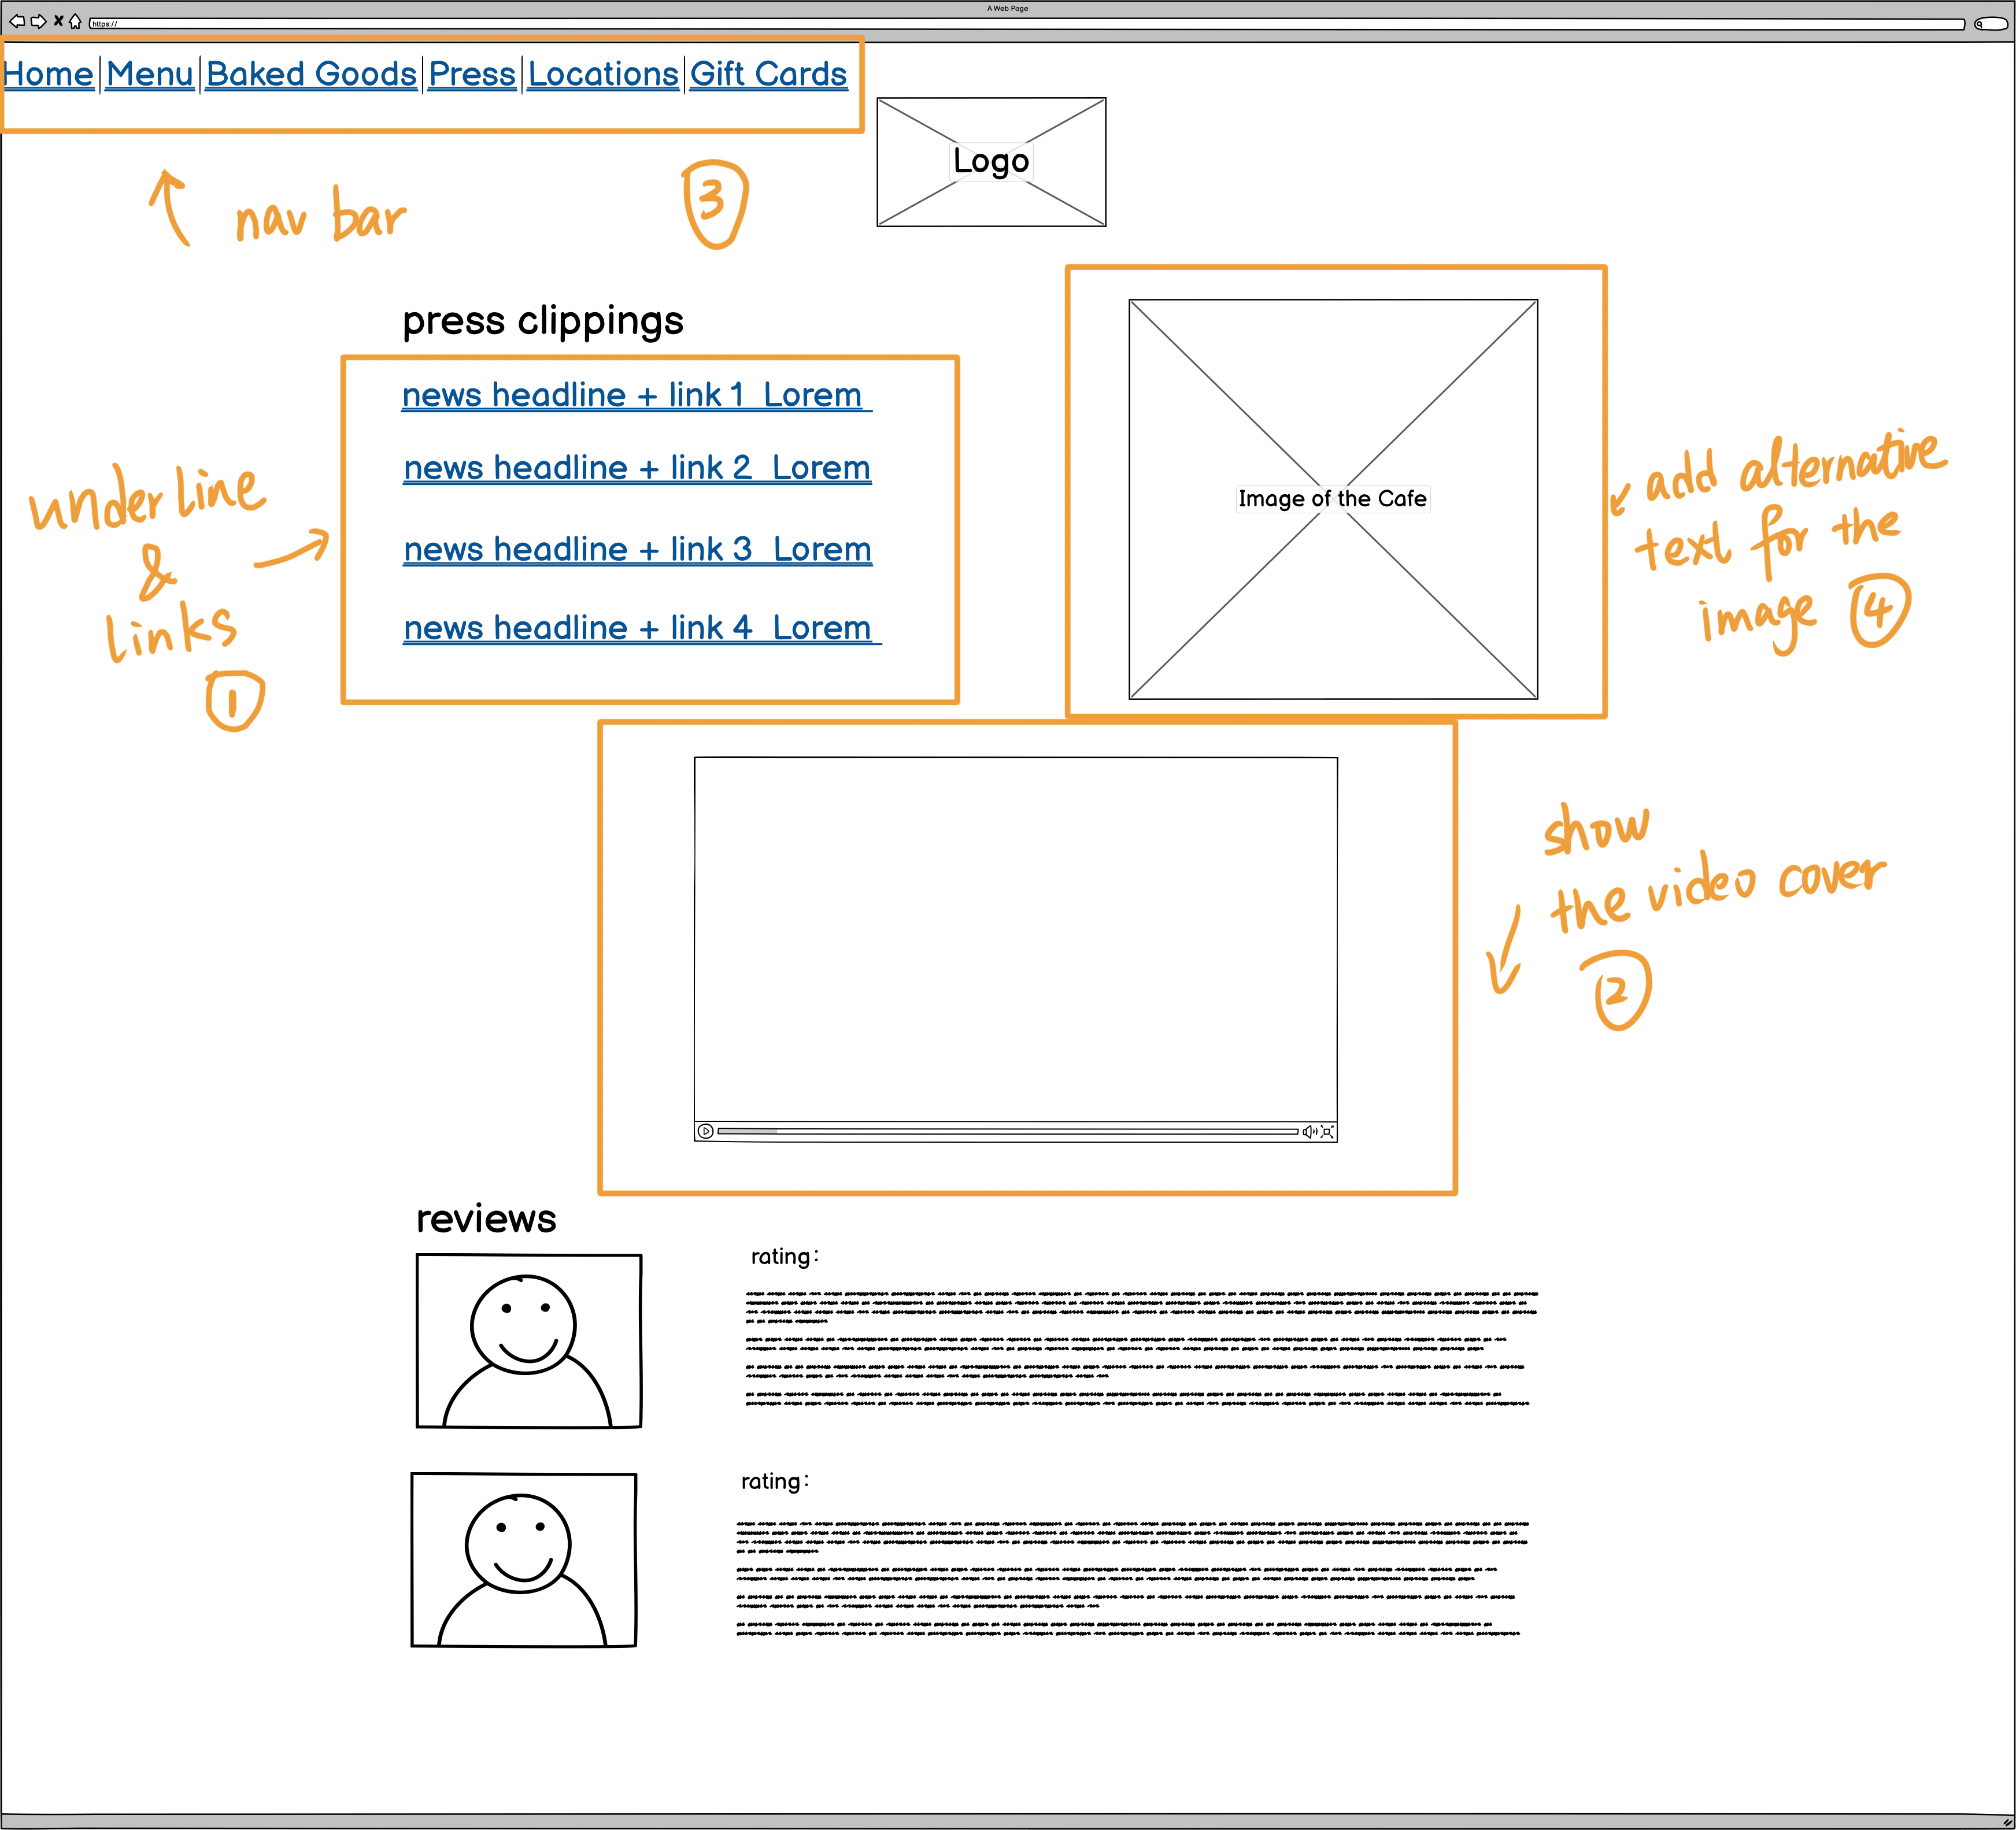 A Web Page
https://
Home Menu Baked Goods Press Locations Gift Cards
Logo
nav bar
3
press clippings
news headline + link 1 Lorem
news headline + link 2 Lorem
news headline + link 3 Lorem
news headline + link 4 Lorem
underline
&
links
1
Image of the Cafe
add alternative
text for the
image 4
show
the video cover
2
reviews
rating:
rating: